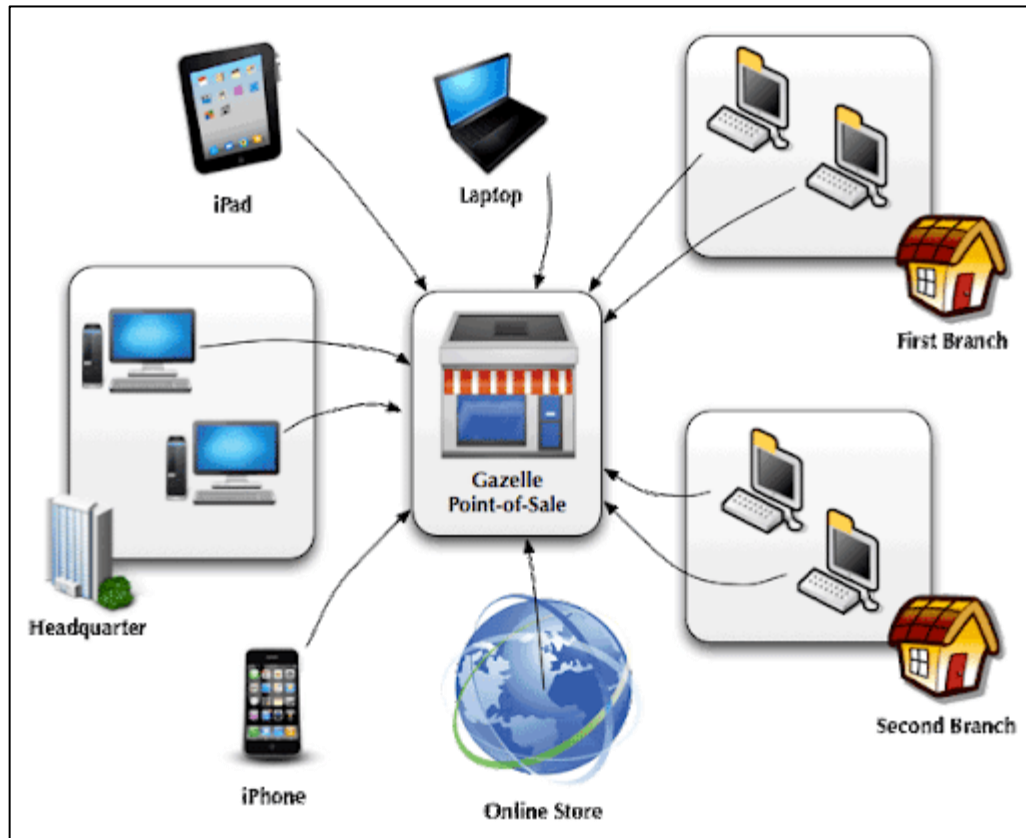 iPad
Laptop
First Branch
Gazelle
Point-of-Sale
Headquarter
iPhone
Online Store
Second Branch